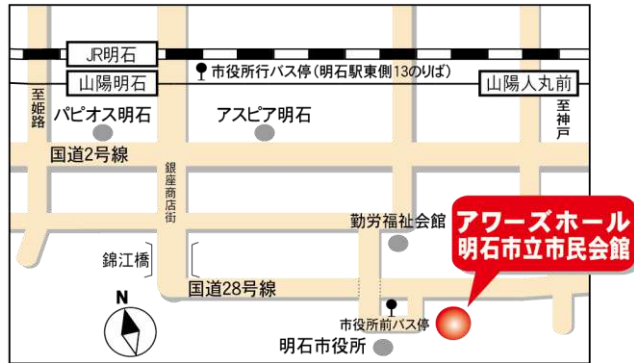 JR明石
山陽明石
市役所行バス停(明石駅東側13のりば)
山陽人丸前
至姫路
パピオス明石
アスピア明石
至神戸
国道2号線
銀座商店街
勤労福祉会館
アワーズホール
明石市立市民会館
錦江橋
国道28号線
N
市役所前バス停
明石市役所